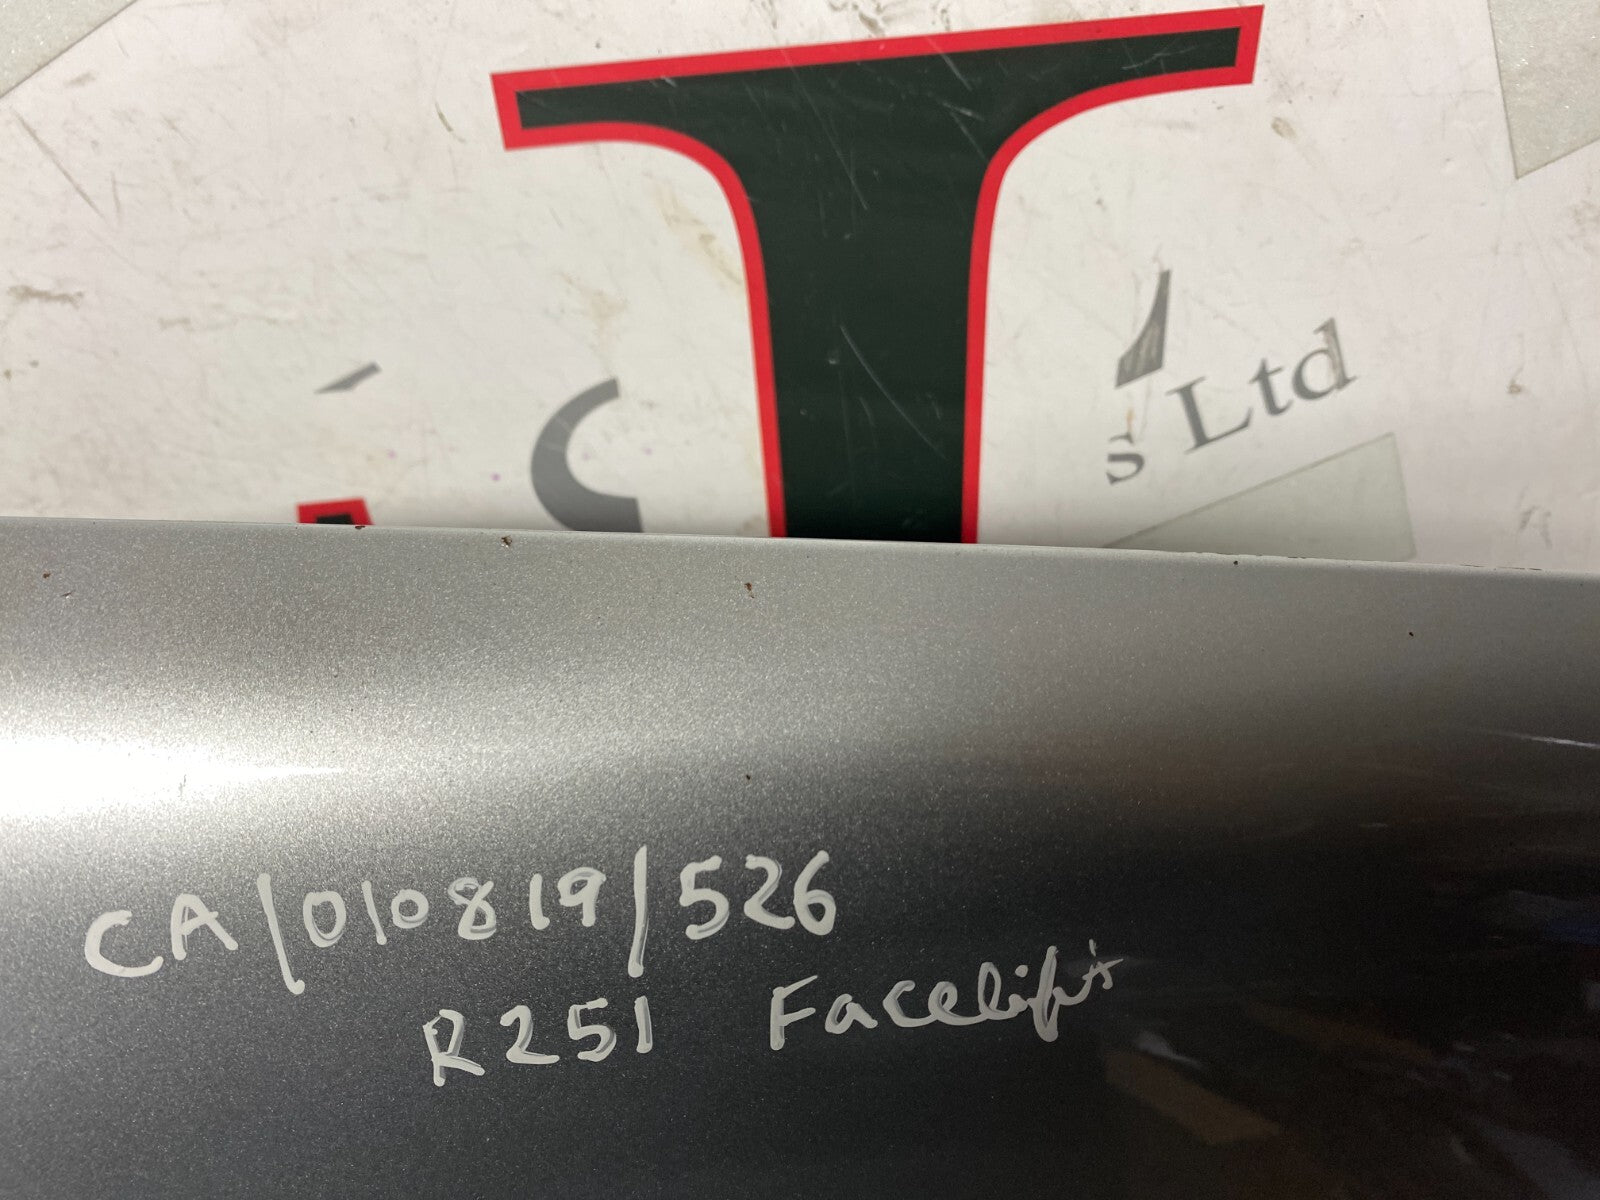 s Ltd
CA/010819/526
R251 Facelift